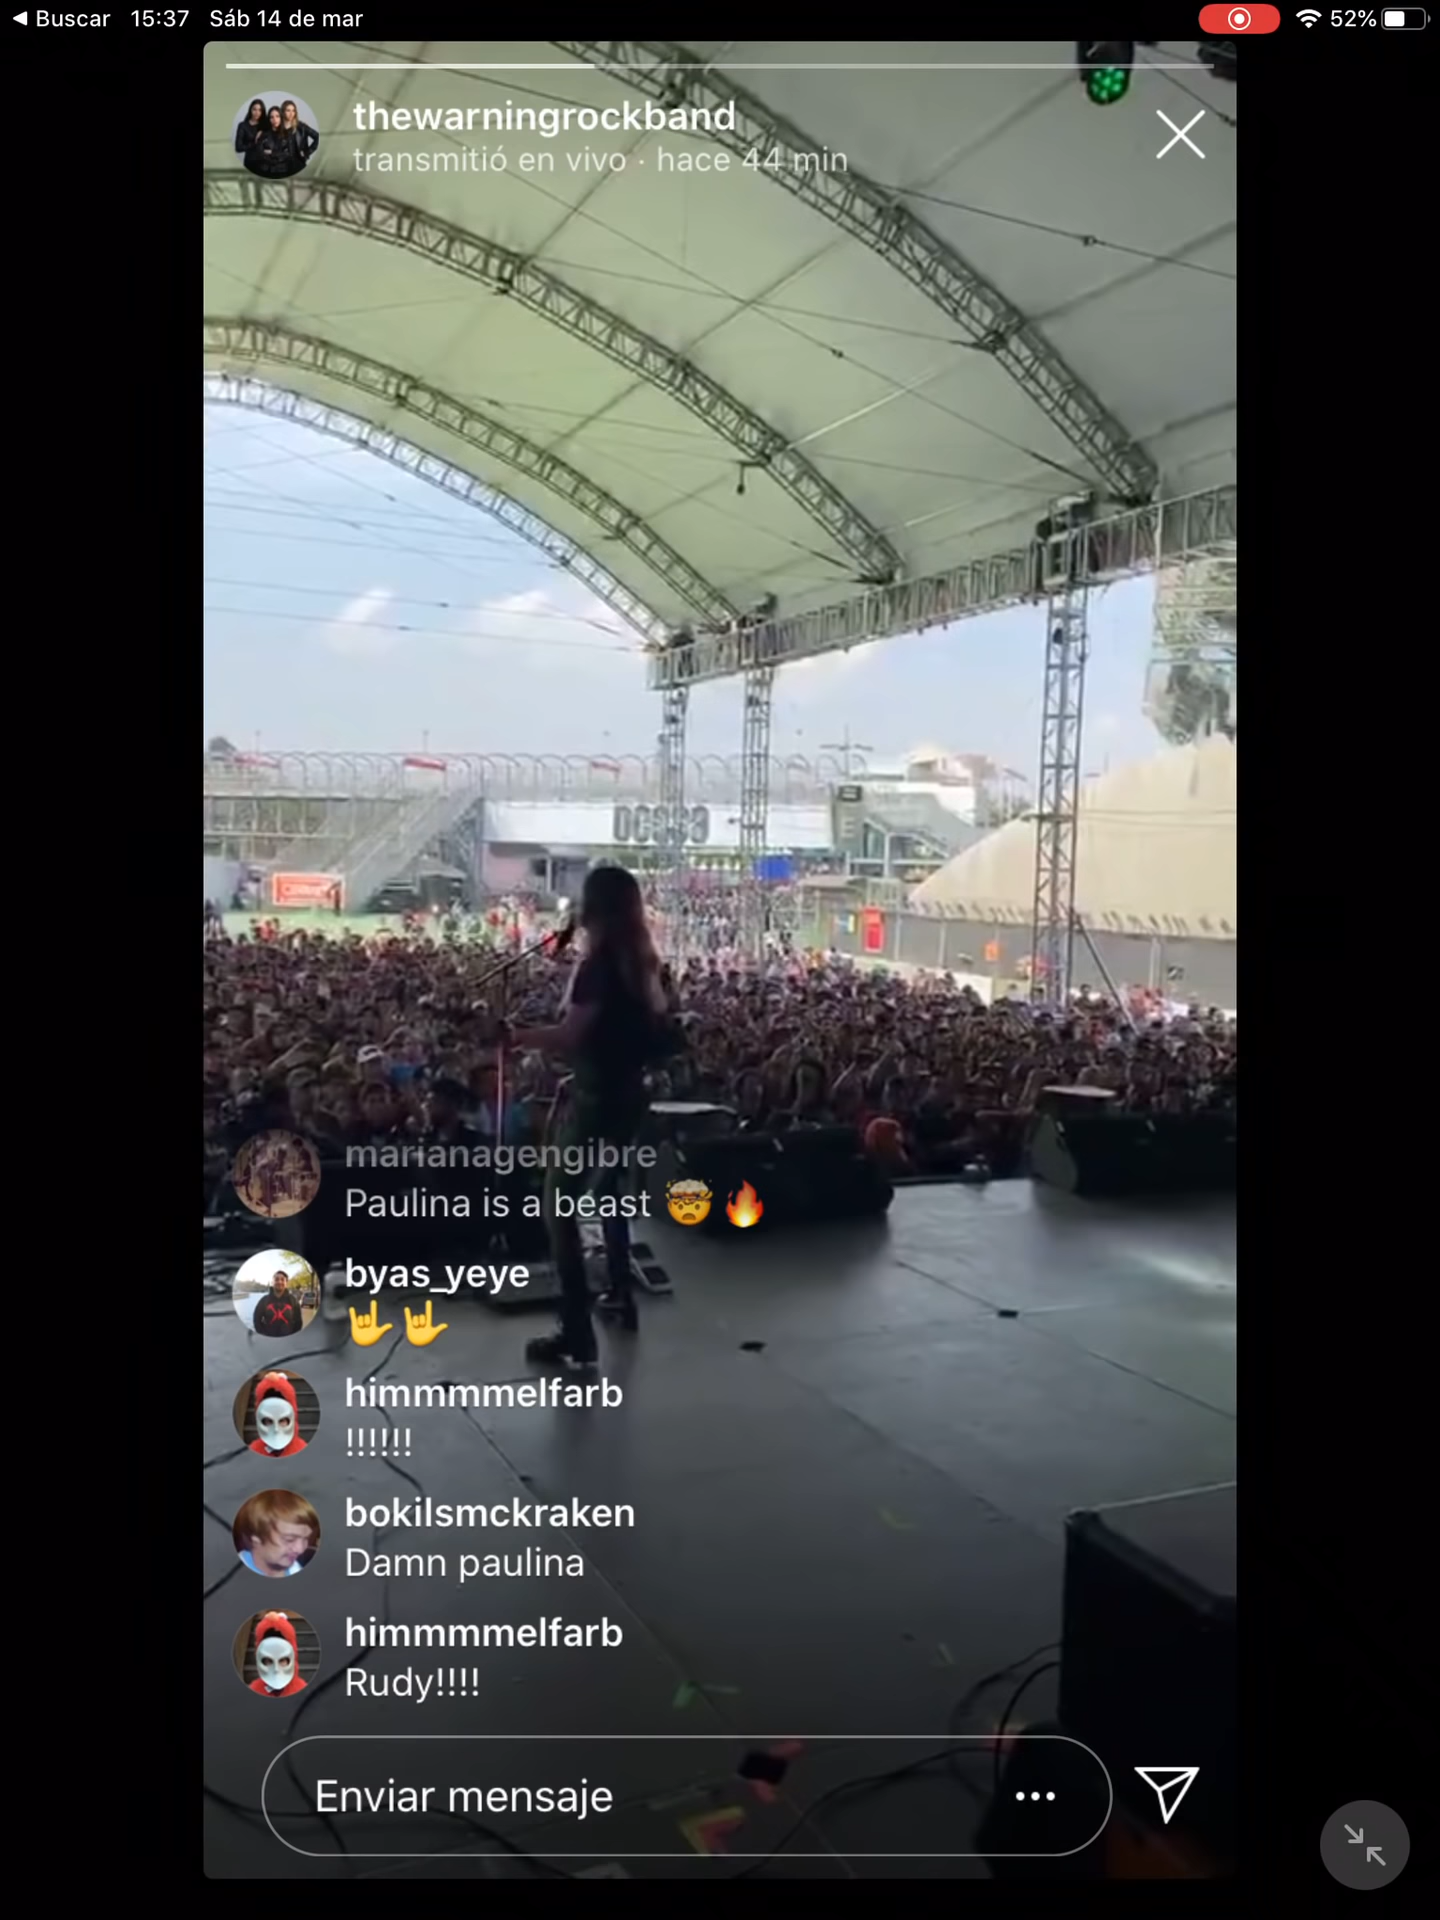 ◀ Buscar 15:37 Sáb 14 de mar 52%
thewarningrockband
transmitió en vivo · hace 44 min
marianagengibre
Paulina is a beast 🤯🔥
byas_yeye
🤟🤟
himmmmelfarb
!!!!!!
bokilsmckraken
Damn paulina
himmmmelfarb
Rudy!!!!
Enviar mensaje